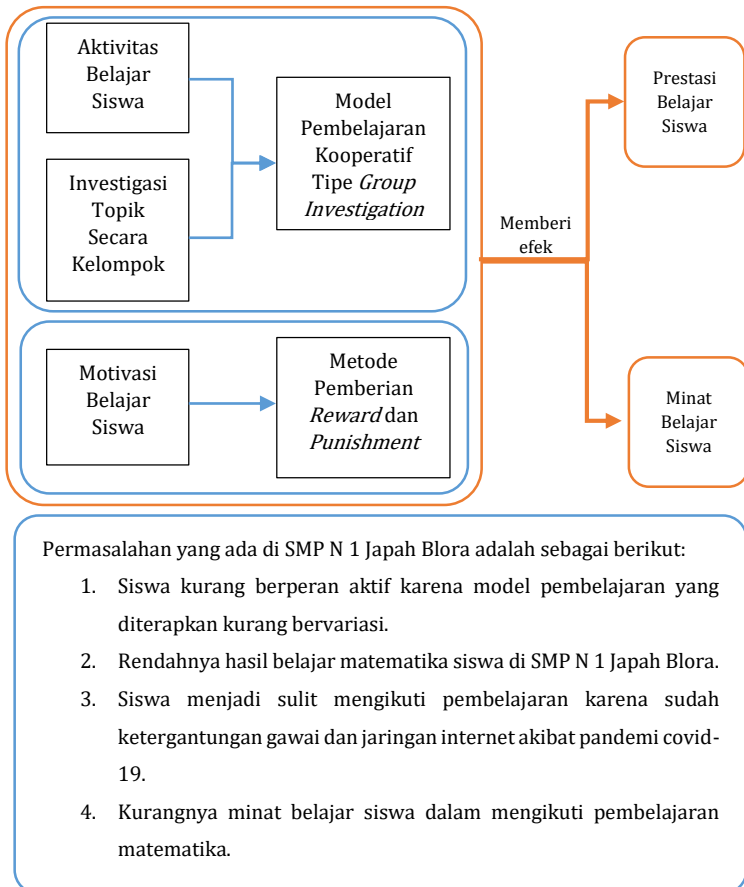 Aktivitas
Belajar
Siswa
Investigasi
Topik
Secara
Kelompok
Model
Pembelajaran
Kooperatif
Tipe Group
Investigation
Motivasi
Belajar
Siswa
Metode
Pemberian
Reward dan
Punishment
Memberi
efek
Prestasi
Belajar
Siswa
Minat
Belajar
Siswa
Permasalahan yang ada di SMP N 1 Japah Blora adalah sebagai berikut:
1. Siswa kurang berperan aktif karena model pembelajaran yang
diterapkan kurang bervariasi.
2. Rendahnya hasil belajar matematika siswa di SMP N 1 Japah Blora.
3. Siswa menjadi sulit mengikuti pembelajaran karena sudah
ketergantungan gawai dan jaringan internet akibat pandemi covid-
19.
4. Kurangnya minat belajar siswa dalam mengikuti pembelajaran
matematika.